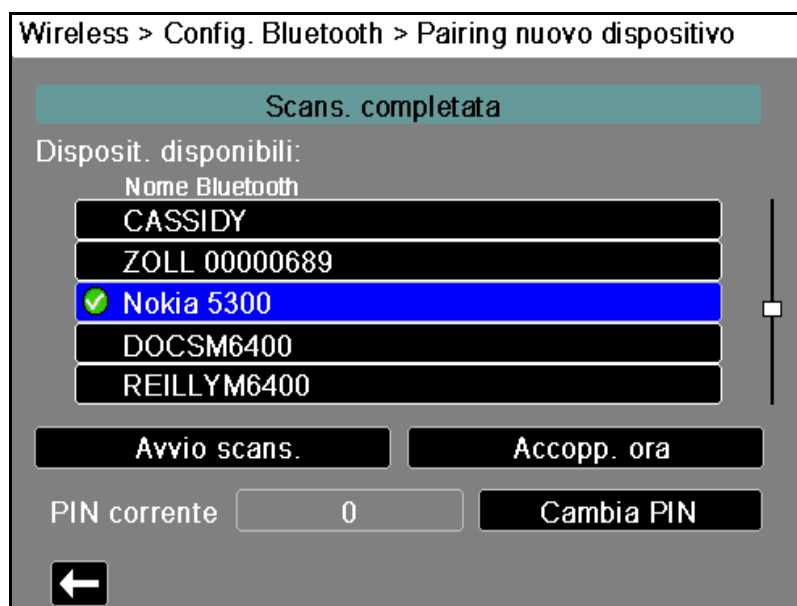 Wireless > Config. Bluetooth > Pairing nuovo dispositivo
Scans. completata
Disposit. disponibili:
Nome Bluetooth
CASSIDY
ZOLL 00000689
Nokia 5300
DOCSM6400
REILLYM6400
Avvio scans. Accopp. ora
PIN corrente 0 Cambia PIN